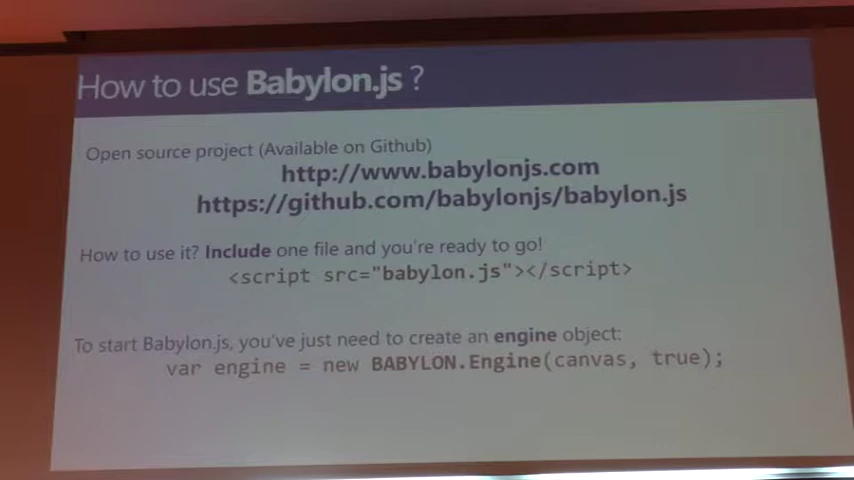 How to use Babylon.js ?
Open source project (Available on Github)
http://www.babylonjs.com
https://github.com/babylonjs/babylon.js
How to use it? Include one file and you're ready to go!
<script src="babylon.js"></script>
To start Babylon.js, you've just need to create an engine object:
var engine = new BABYLON.Engine(canvas, true);